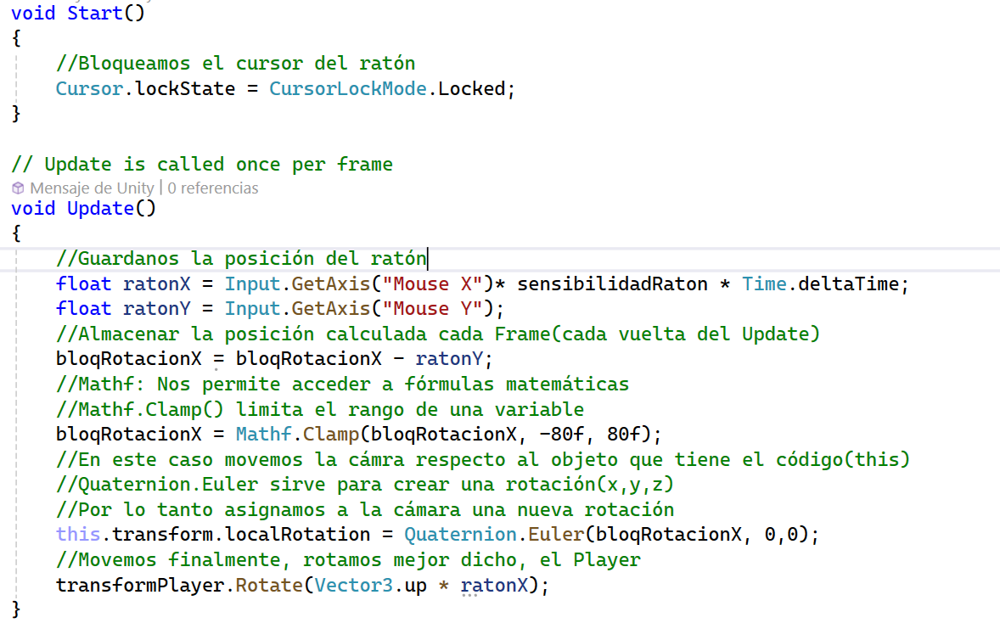 void Start()
{
//Bloqueamos el cursor del ratón
Cursor.lockState = CursorLockMode.Locked;
}
// Update is called once per frame
Mensaje de Unity | 0 referencias
void Update()
{
//Guardanos la posición del ratón
float ratonX = Input.GetAxis("Mouse X")* sensibilidadRaton * Time.deltaTime;
float ratonY = Input.GetAxis("Mouse Y");
//Almacenar la posición calculada cada Frame(cada vuelta del Update)
bloqRotacionX = bloqRotacionX - ratonY;
//Mathf: Nos permite acceder a fórmulas matemáticas
//Mathf.Clamp() limita el rango de una variable
bloqRotacionX = Mathf.Clamp(bloqRotacionX, -80f, 80f);
//En este caso movemos la cámra respecto al objeto que tiene el código(this)
//Quaternion.Euler sirve para crear una rotación(x,y,z)
//Por lo tanto asignamos a la cámara una nueva rotación
this.transform.localRotation = Quaternion.Euler(bloqRotacionX, 0,0);
//Movemos finalmente, rotamos mejor dicho, el Player
transformPlayer.Rotate(Vector3.up * ratonX);
}